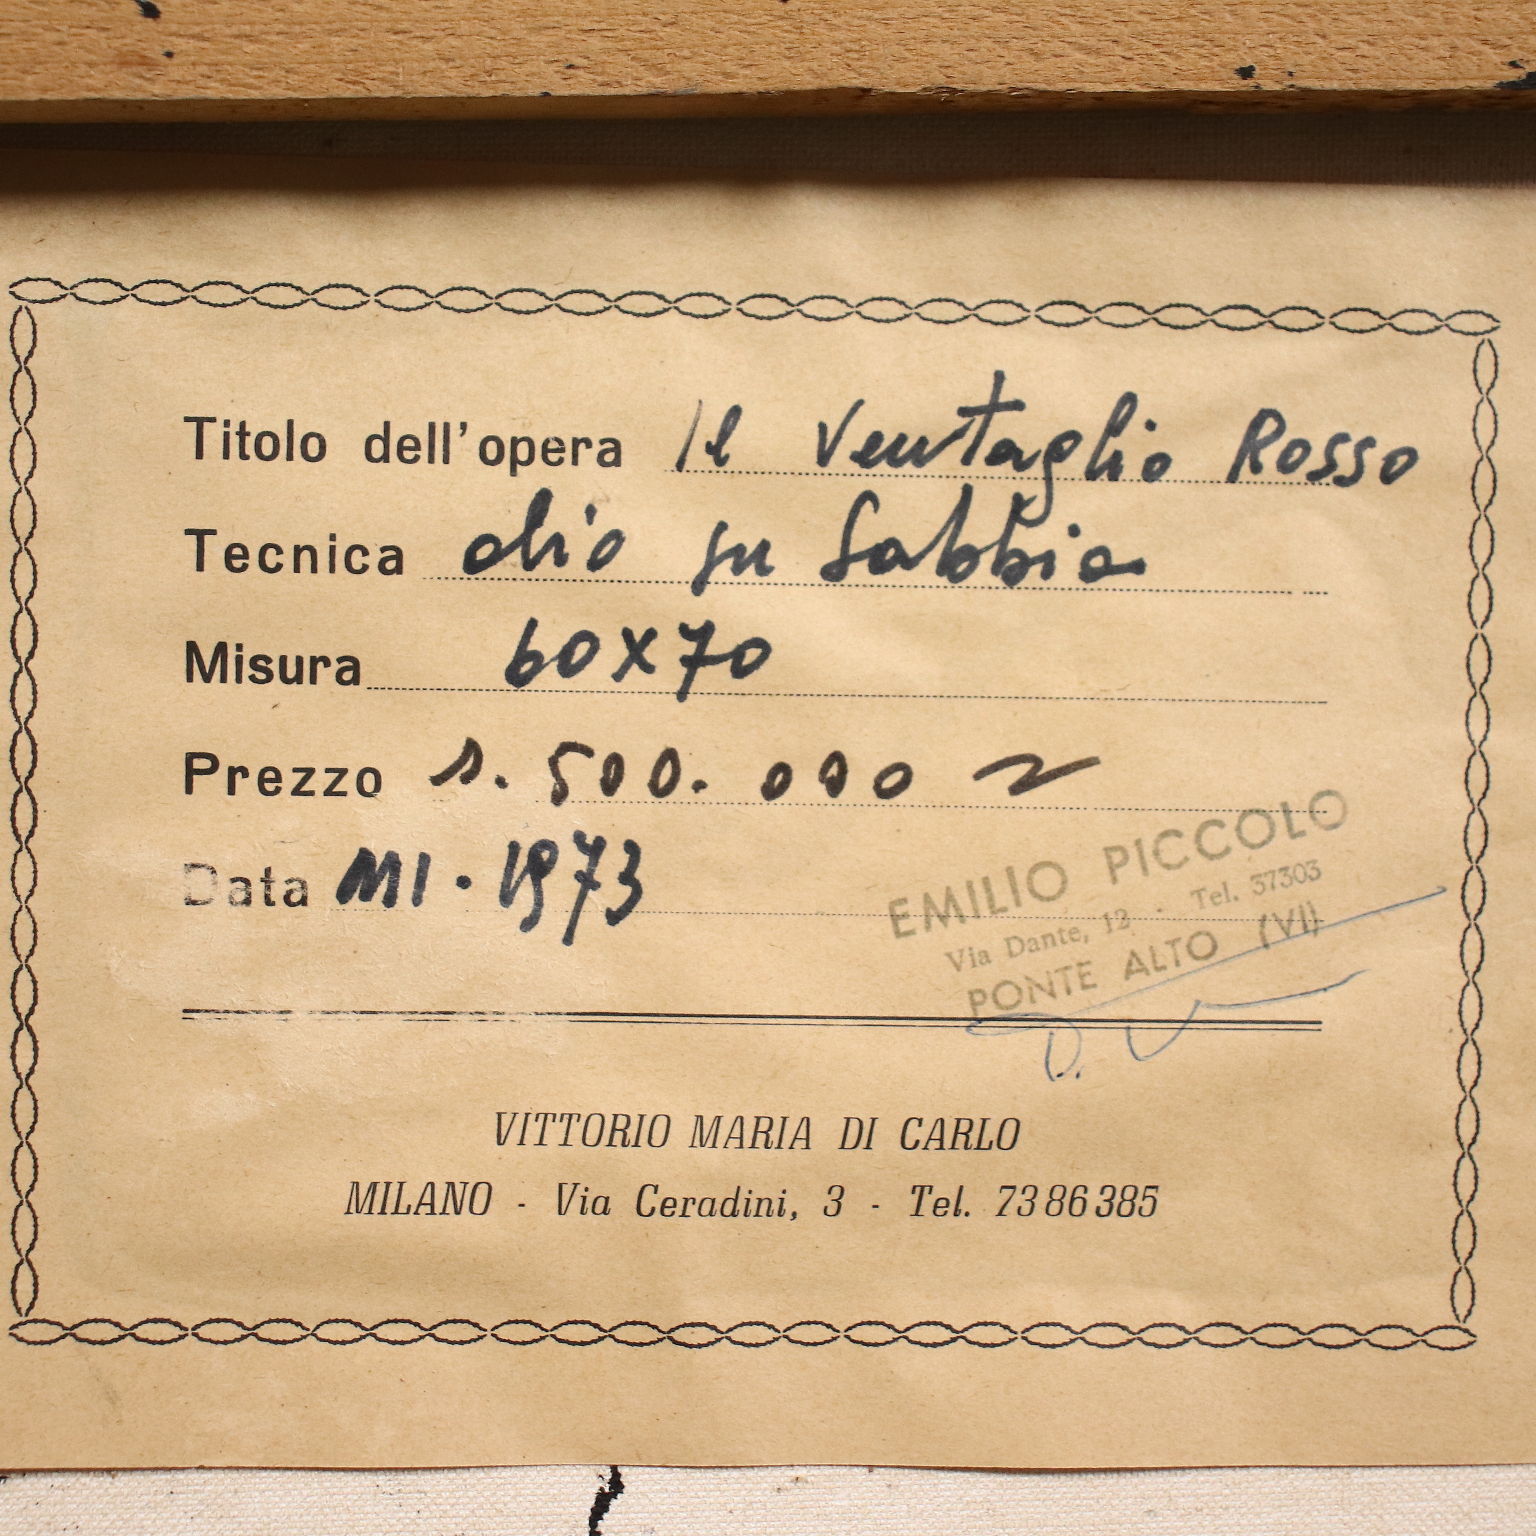 Titolo dell'opera Il Ventaglio Rosso
Tecnica olio su Sabbia
Misura 60x70
Prezzo 500.000
Data MI. 1973
EMILIO PICCOLO
Via Dante, 12 - Tel. 37303
PONTE ALTO (VI)
VITTORIO MARIA DI CARLO
MILANO - Via Ceradini, 3 - Tel. 7386385